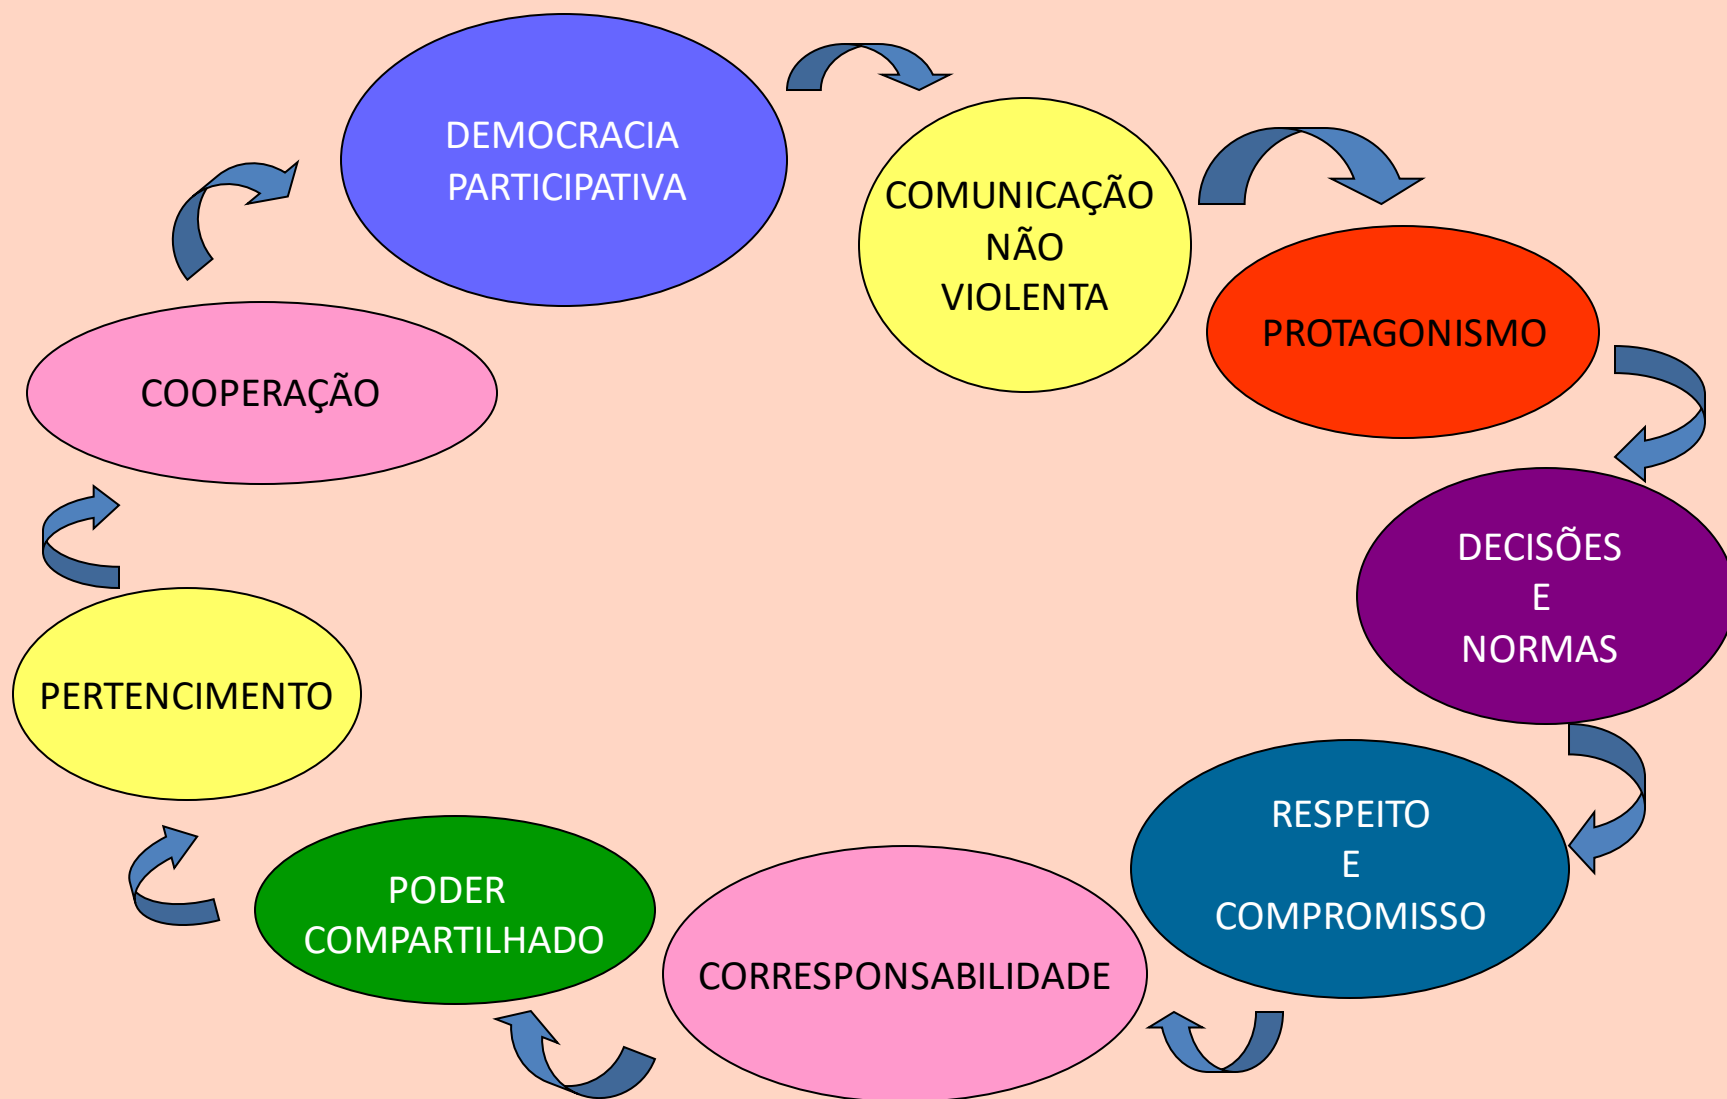 DEMOCRACIA
PARTICIPATIVA
COMUNICAÇÃO
NÃO
VIOLENTA
PROTAGONISMO
DECISÕES
E
NORMAS
RESPEITO
E
COMPROMISSO
CORRESPONSABILIDADE
PODER
COMPARTILHADO
PERTENCIMENTO
COOPERAÇÃO